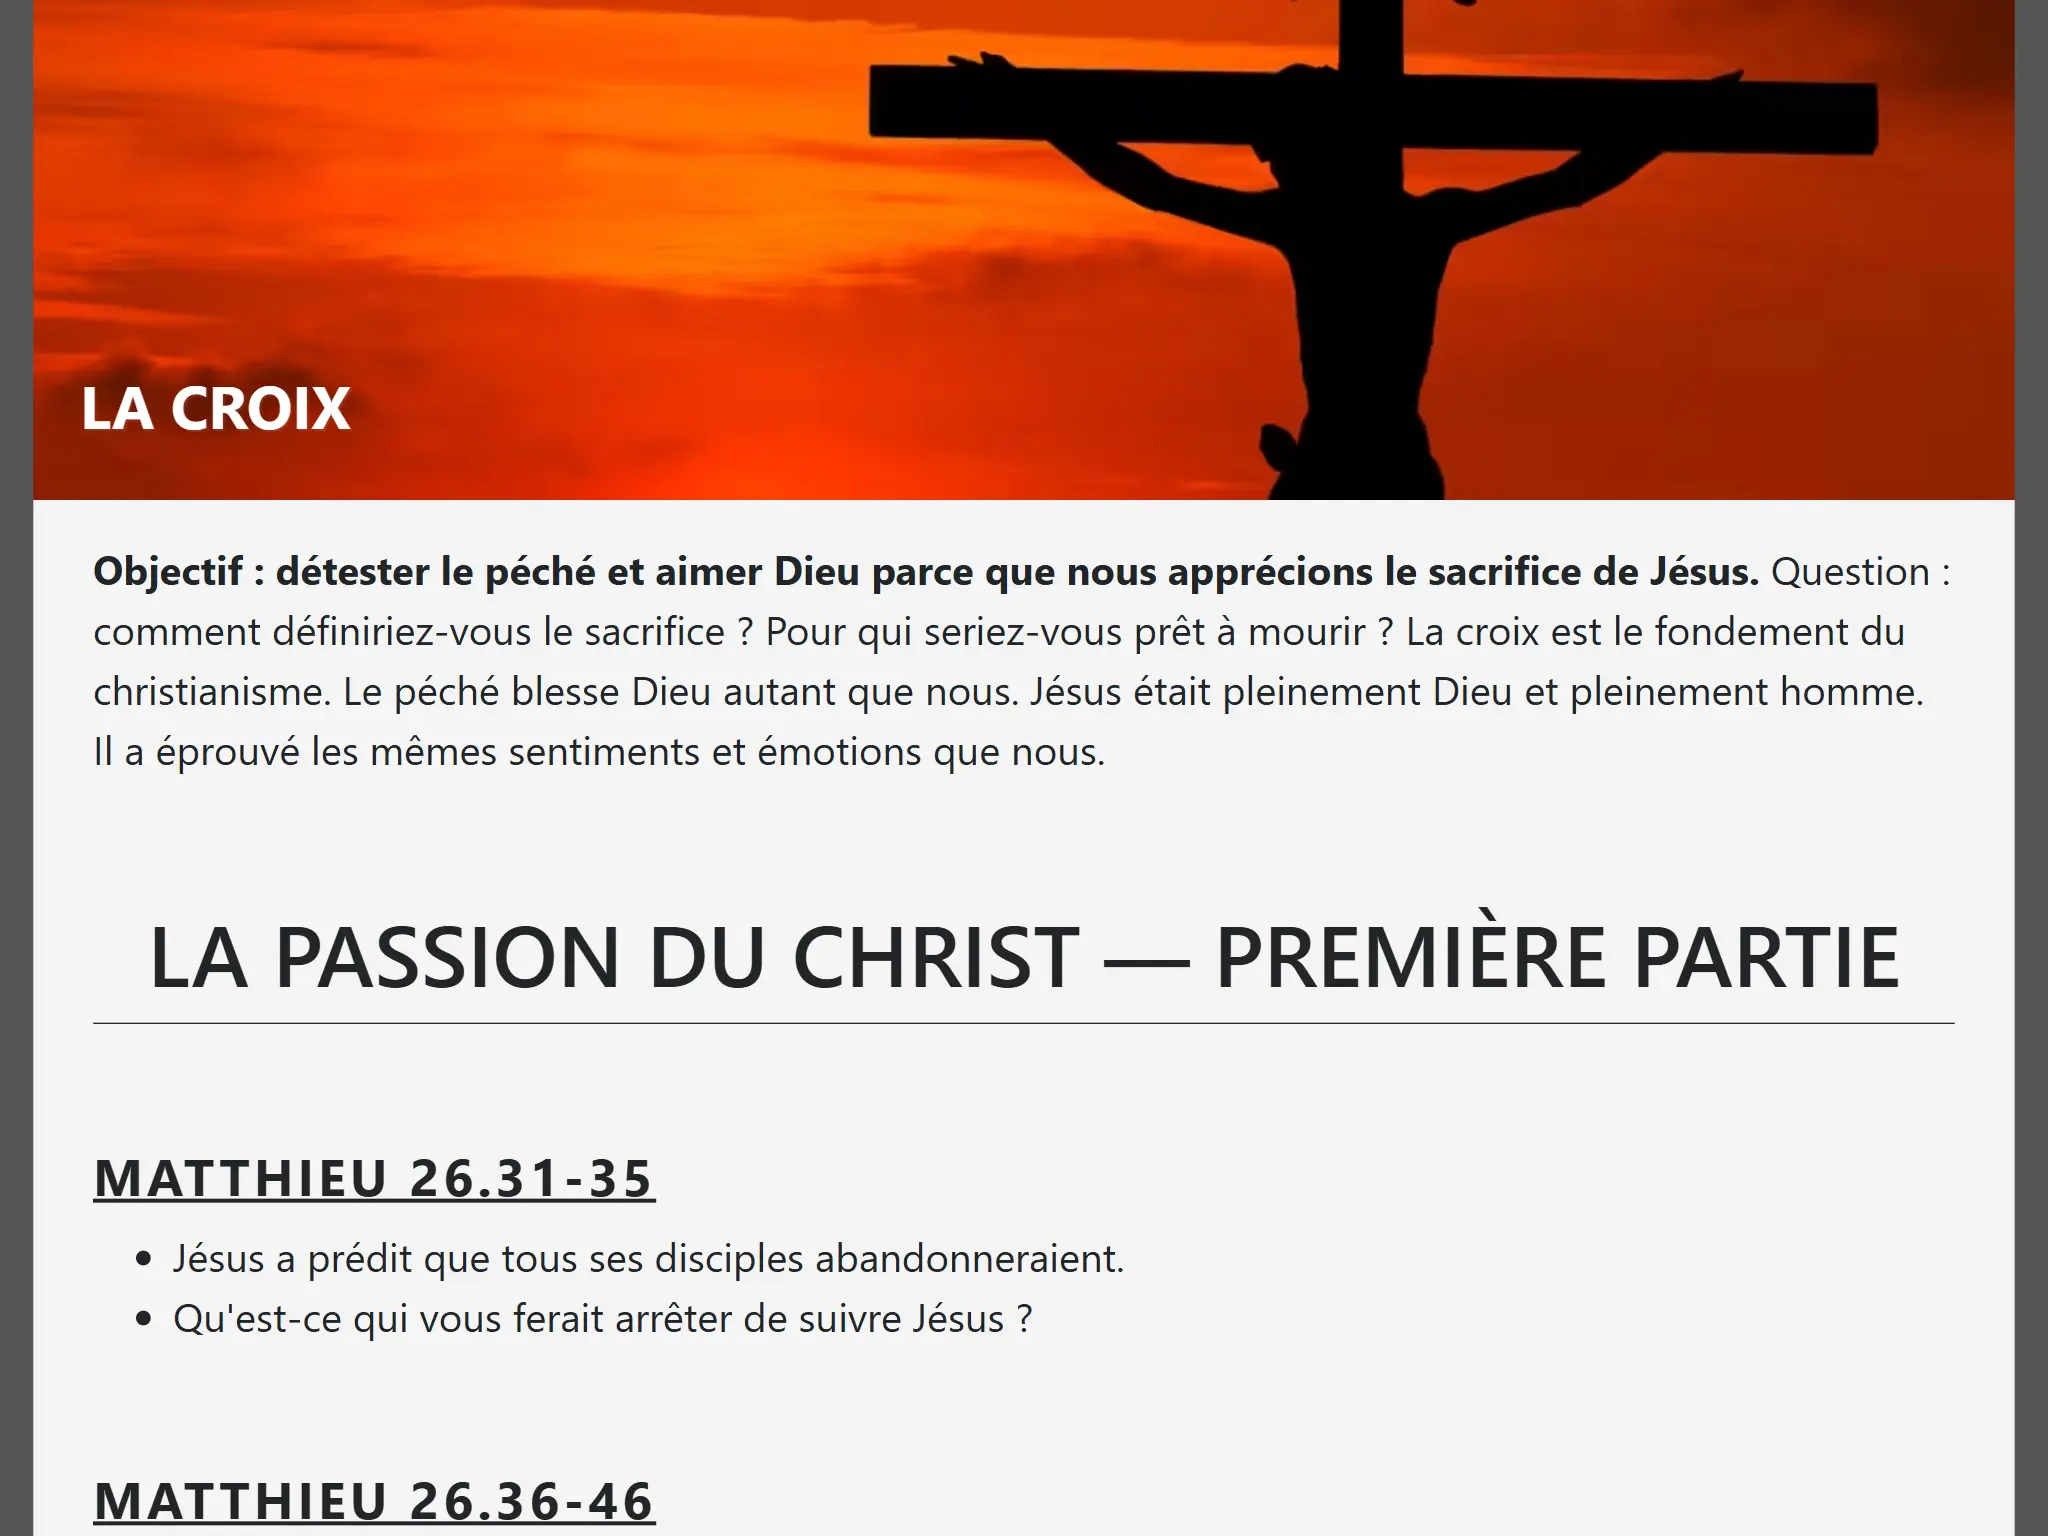 LA CROIX
Objectif : détester le péché et aimer Dieu parce que nous apprécions le sacrifice de Jésus. Question :
comment définiriez-vous le sacrifice ? Pour qui seriez-vous prêt à mourir ? La croix est le fondement du
christianisme. Le péché blesse Dieu autant que nous. Jésus était pleinement Dieu et pleinement homme.
Il a éprouvé les mêmes sentiments et émotions que nous.
LA PASSION DU CHRIST — PREMIÈRE PARTIE
MATTHIEU 26.31-35
• Jésus a prédit que tous ses disciples abandonneraient.
• Qu'est-ce qui vous ferait arrêter de suivre Jésus ?
MATTHIEU 26.36-46